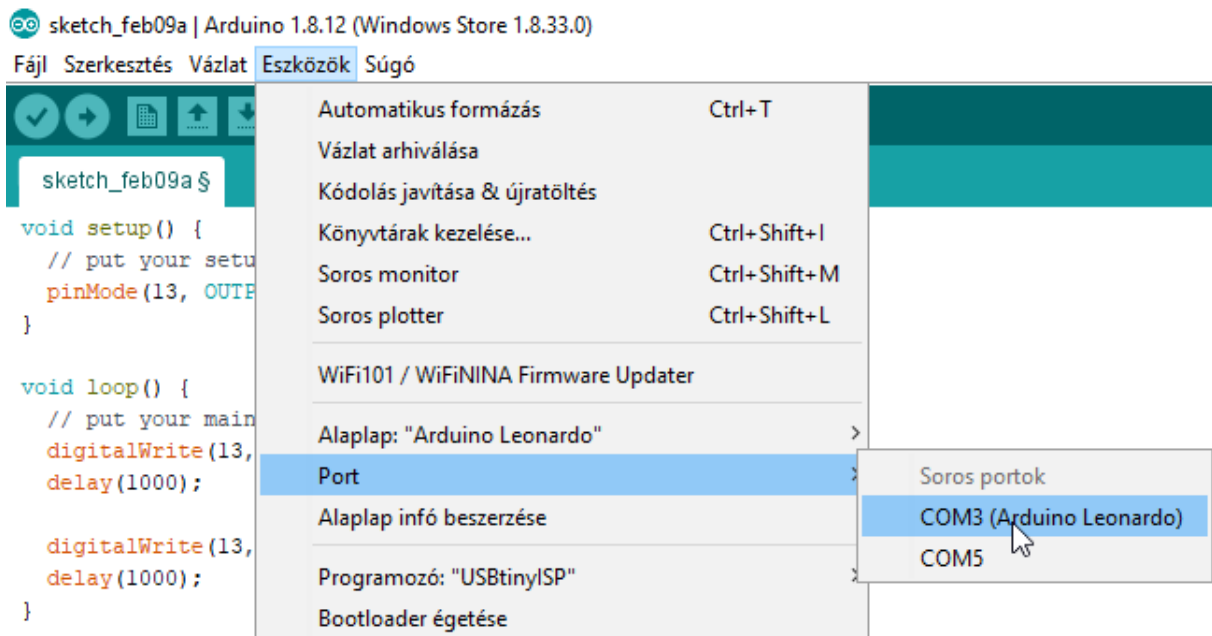 sketch_feb09a | Arduino 1.8.12 (Windows Store 1.8.33.0)
Fájl Szerkesztés Vázlat Eszközök Súgó
sketch_feb09a §
void setup() {
// put your setu
pinMode(13, OUTP
}
void loop() {
// put your main
digitalWrite(13,
delay(1000);
digitalWrite(13,
delay(1000);
}
Automatikus formázás Ctrl+T
Vázlat arhiválása
Kódolás javítása & újratöltés
Könyvtárak kezelése... Ctrl+Shift+I
Soros monitor Ctrl+Shift+M
Soros plotter Ctrl+Shift+L
WiFi101 / WiFiNINA Firmware Updater
Alaplap: "Arduino Leonardo"
Port
Alaplap infó beszerzése
Programozó: "USBtinyISP"
Bootloader égetése
Soros portok
COM3 (Arduino Leonardo)
COM5